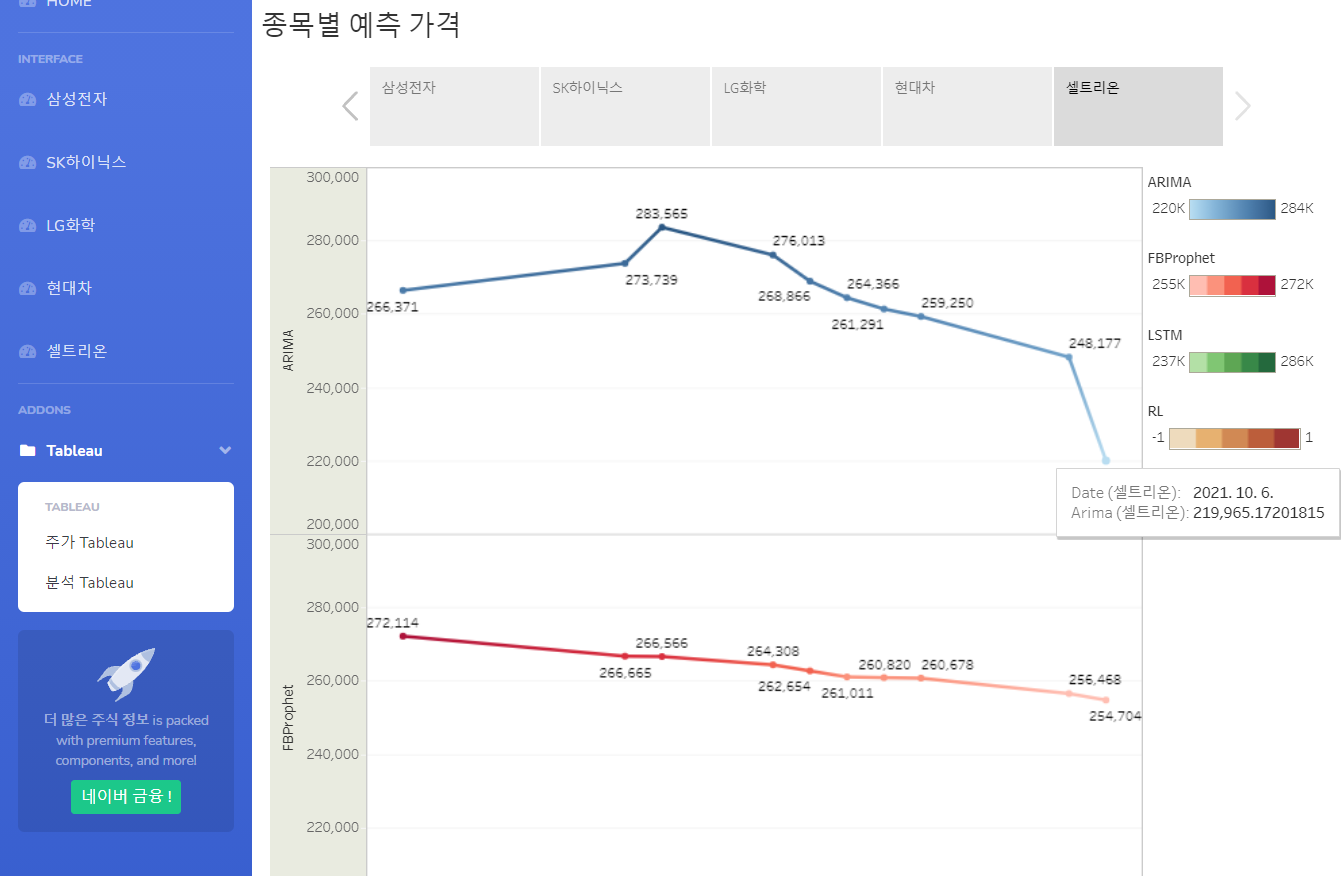 HOME
INTERFACE
삼성전자
SK하이닉스
LG화학
현대차
셀트리온
ADDONS
Tableau
TABLEAU
주가 Tableau
분석 Tableau
더 많은 주식 정보 is packed
with premium features,
components, and more!
네이버 금융 !
종목별 예측 가격
삼성전자
SK하이닉스
LG화학
현대차
셀트리온
ARIMA
300,000
280,000
260,000
240,000
220,000
200,000
266,371
273,739
283,565
276,013
268,866
264,366
261,291
259,250
248,177
FBProphet
300,000
280,000
260,000
240,000
220,000
272,114
266,665
266,566
264,308
262,654
261,011
260,820
260,678
256,468
254,704
ARIMA
220K 284K
FBProphet
255K 272K
LSTM
237K 286K
RL
-1 1
Date (셀트리온): 2021. 10. 6.
Arima (셀트리온): 219,965.17201815